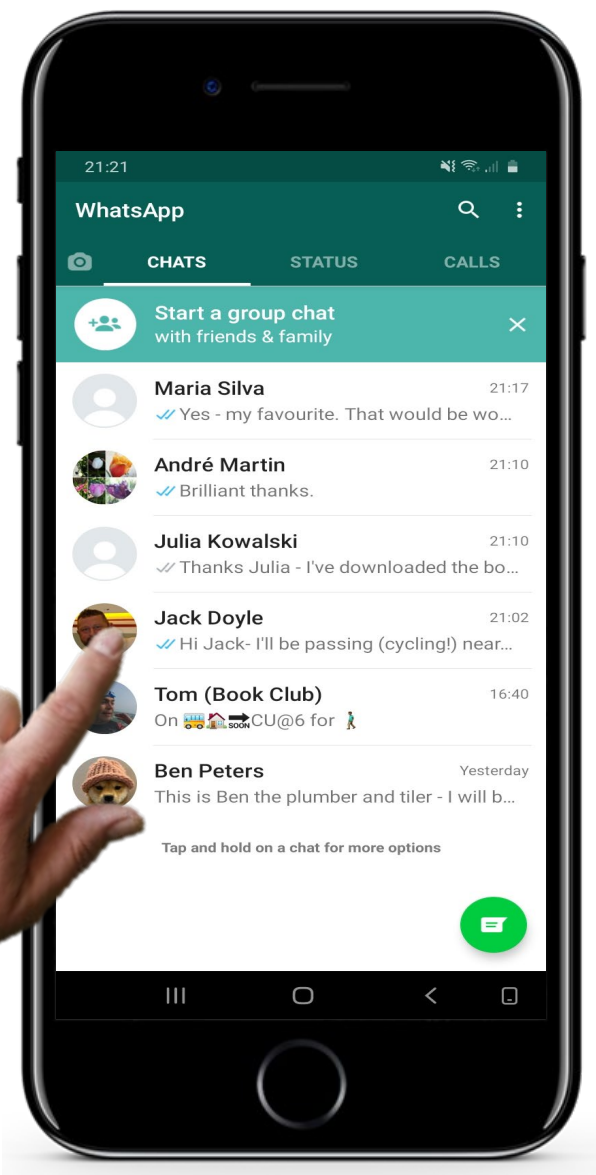 21:21
WhatsApp
CHATS STATUS CALLS
Start a group chat
with friends & family
Maria Silva 21:17
Yes - my favourite. That would be wo...
André Martin 21:10
Brilliant thanks.
Julia Kowalski 21:10
Thanks Julia - I've downloaded the bo...
Jack Doyle 21:02
Hi Jack- I'll be passing (cycling!) near...
Tom (Book Club) 16:40
On 🚌🏠🔜CU@6 for 🚶
Ben Peters Yesterday
This is Ben the plumber and tiler - I will b...
Tap and hold on a chat for more options